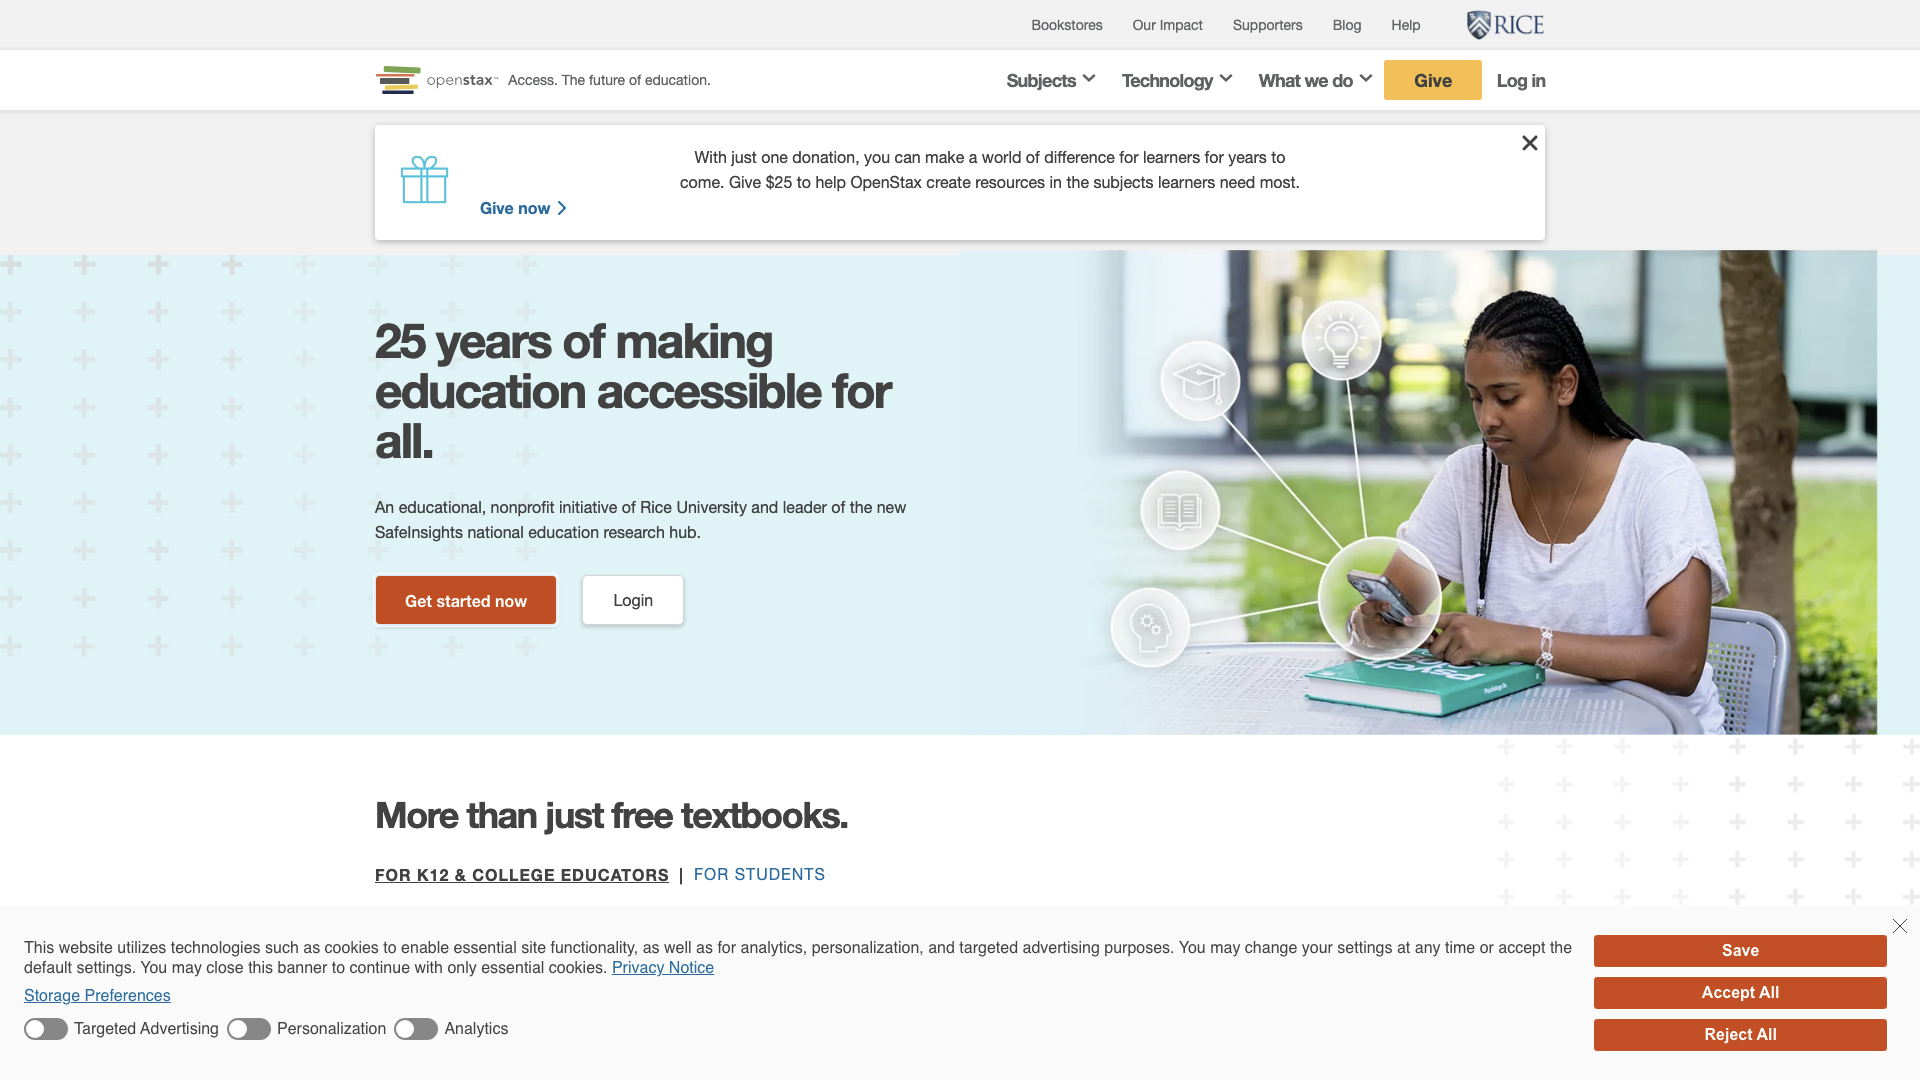 Bookstores Our Impact Supporters Blog Help RICE
openstax™ Access. The future of education. Subjects Technology What we do Give Log in
With just one donation, you can make a world of difference for learners for years to
come. Give $25 to help OpenStax create resources in the subjects learners need most.
Give now
25 years of making
education accessible for
all.
An educational, nonprofit initiative of Rice University and leader of the new
SafeInsights national education research hub.
Get started now Login
Psych
More than just free textbooks.
FOR K12 & COLLEGE EDUCATORS | FOR STUDENTS
This website utilizes technologies such as cookies to enable essential site functionality, as well as for analytics, personalization, and targeted advertising purposes. You may change your settings at any time or accept the
default settings. You may close this banner to continue with only essential cookies. Privacy Notice
Storage Preferences
Targeted Advertising Personalization Analytics
Save
Accept All
Reject All